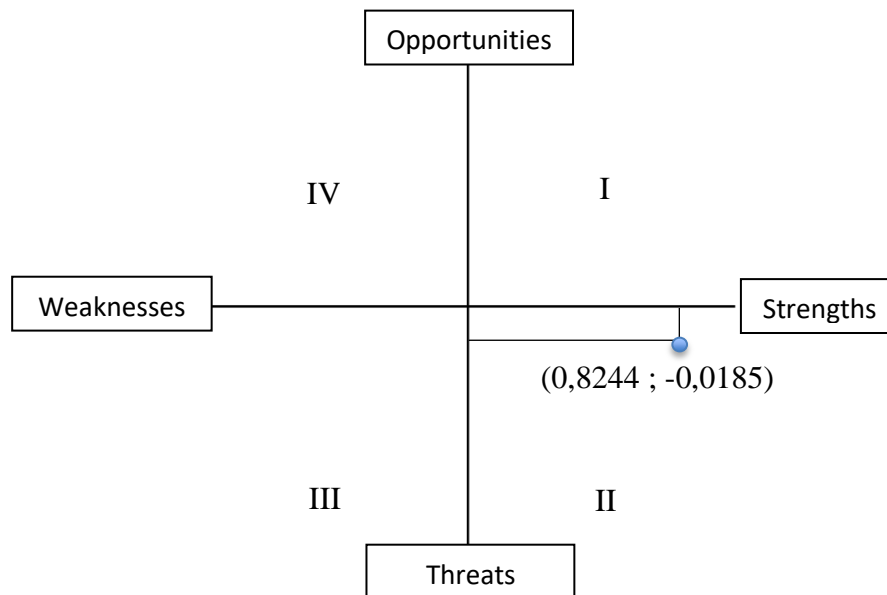 Opportunities
IV
I
Weaknesses
Strengths
(0,8244 ; -0,0185)
III
II
Threats